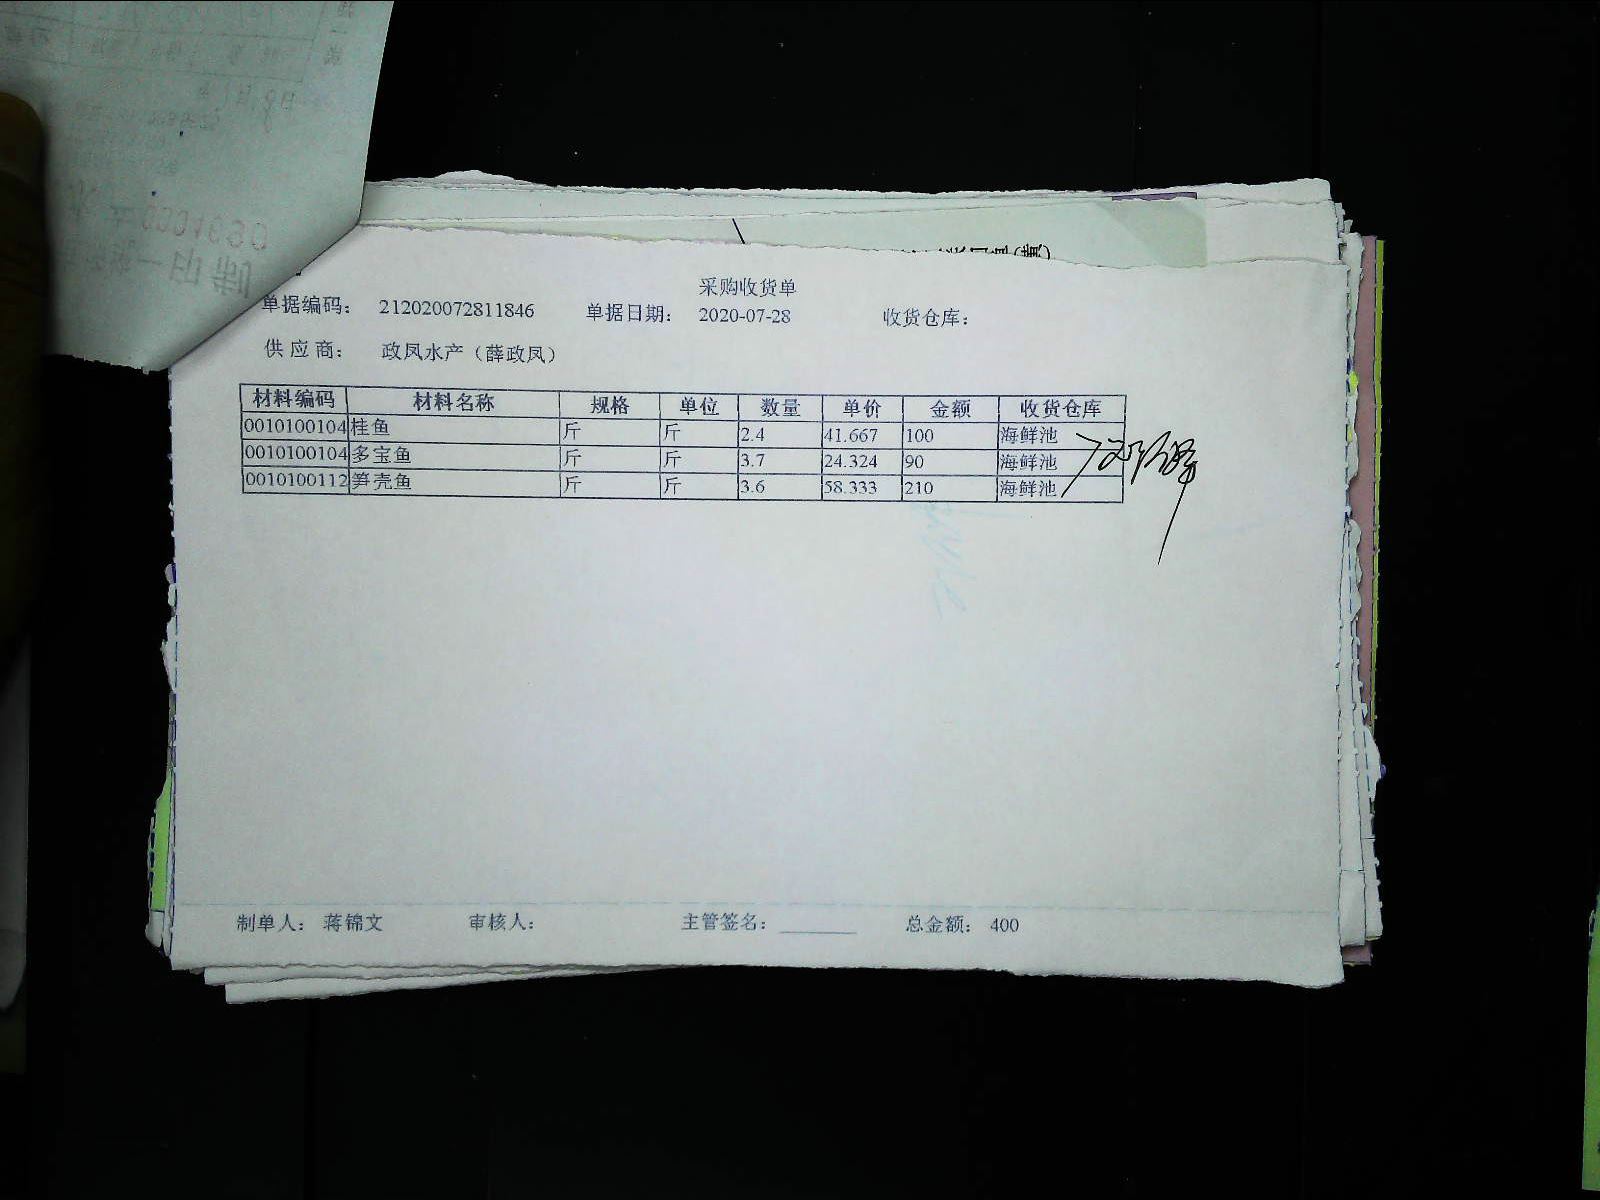 采购收货单
单据编码： 212020072811846 单据日期： 2020-07-28 收货仓库：
供 应 商： 政凤水产（薛政凤）
材料编码 材料名称 规格 单位 数量 单价 金额 收货仓库
0010100104 桂鱼 斤 斤 2.4 41.667 100 海鲜池
0010100104 多宝鱼 斤 斤 3.7 24.324 90 海鲜池
0010100112 笋壳鱼 斤 斤 3.6 58.333 210 海鲜池
制单人： 蒋锦文 审核人： 主管签名： 总金额： 400